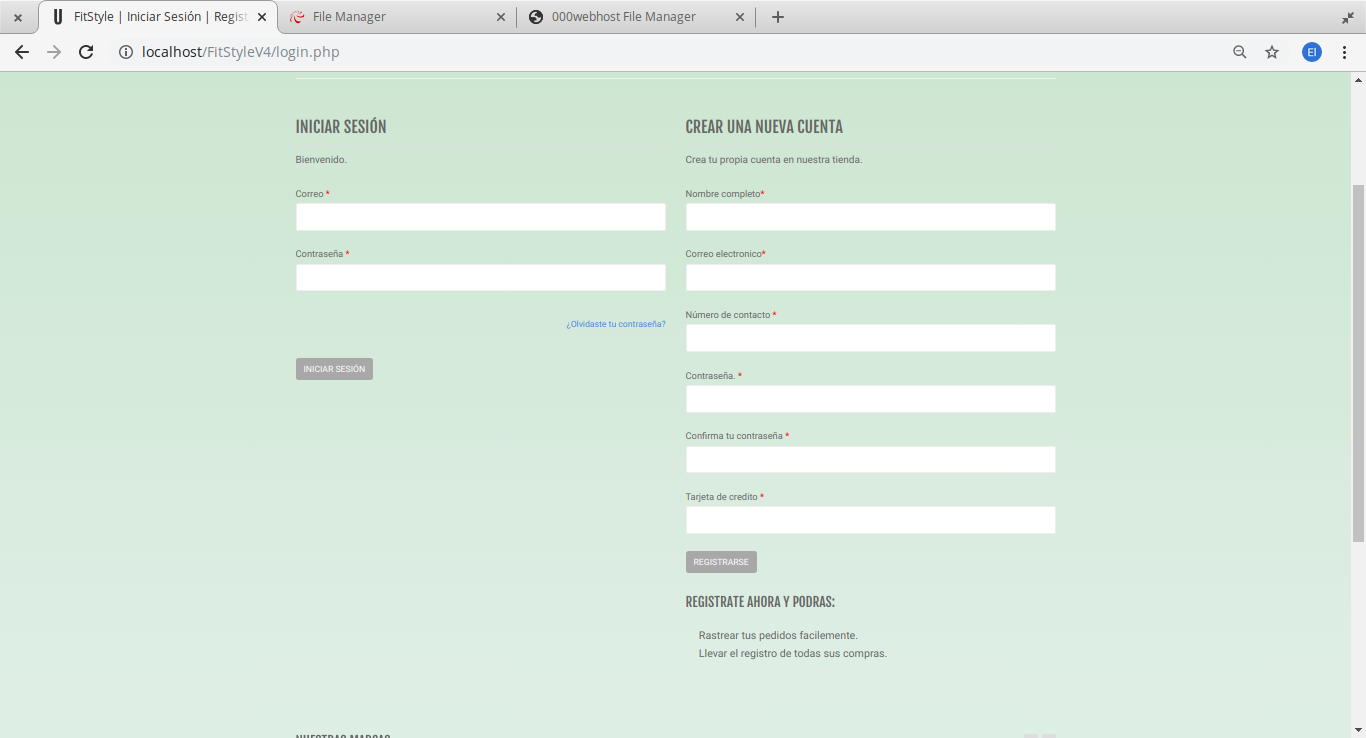 FitStyle | Iniciar Sesión | Regist
File Manager
000webhost File Manager
localhost/FitStyleV4/login.php
EI
INICIAR SESIÓN
Bienvenido.
Correo *
Contraseña *
¿Olvidaste tu contraseña?
INICIAR SESIÓN
CREAR UNA NUEVA CUENTA
Crea tu propia cuenta en nuestra tienda.
Nombre completo*
Correo electronico*
Número de contacto *
Contraseña. *
Confirma tu contraseña *
Tarjeta de credito *
REGISTRARSE
REGISTRATE AHORA Y PODRAS:
Rastrear tus pedidos facilemente.
Llevar el registro de todas sus compras.
NUESTRAS MARCAS